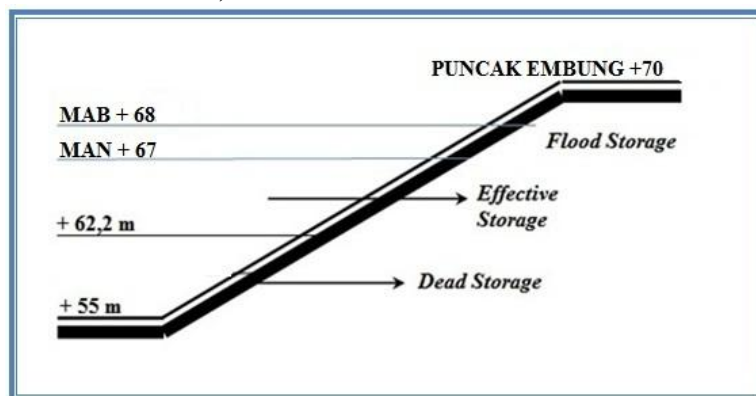 PUNCAK EMBUNG +70
MAB + 68
Flood Storage
MAN + 67
Effective
Storage
+ 62,2 m
Dead Storage
+ 55 m